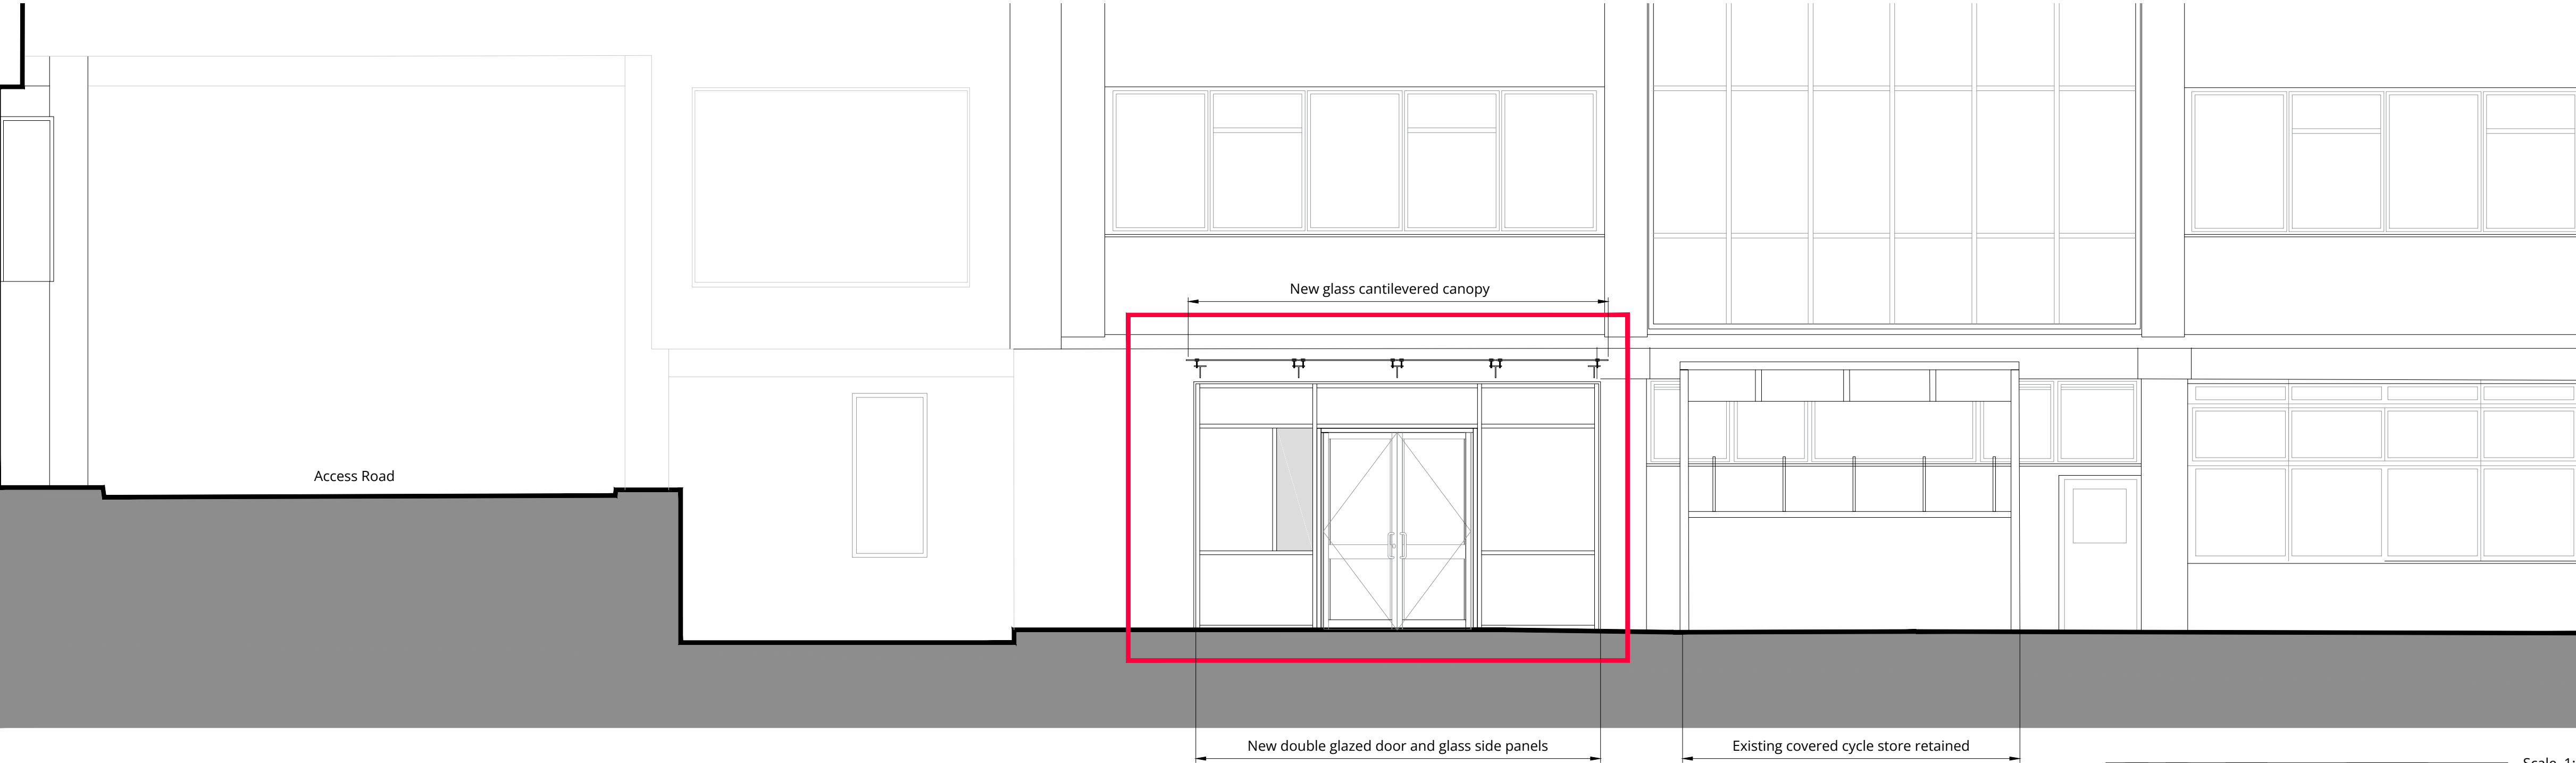 New glass cantilevered canopy
Access Road
New double glazed door and glass side panels
Existing covered cycle store retained